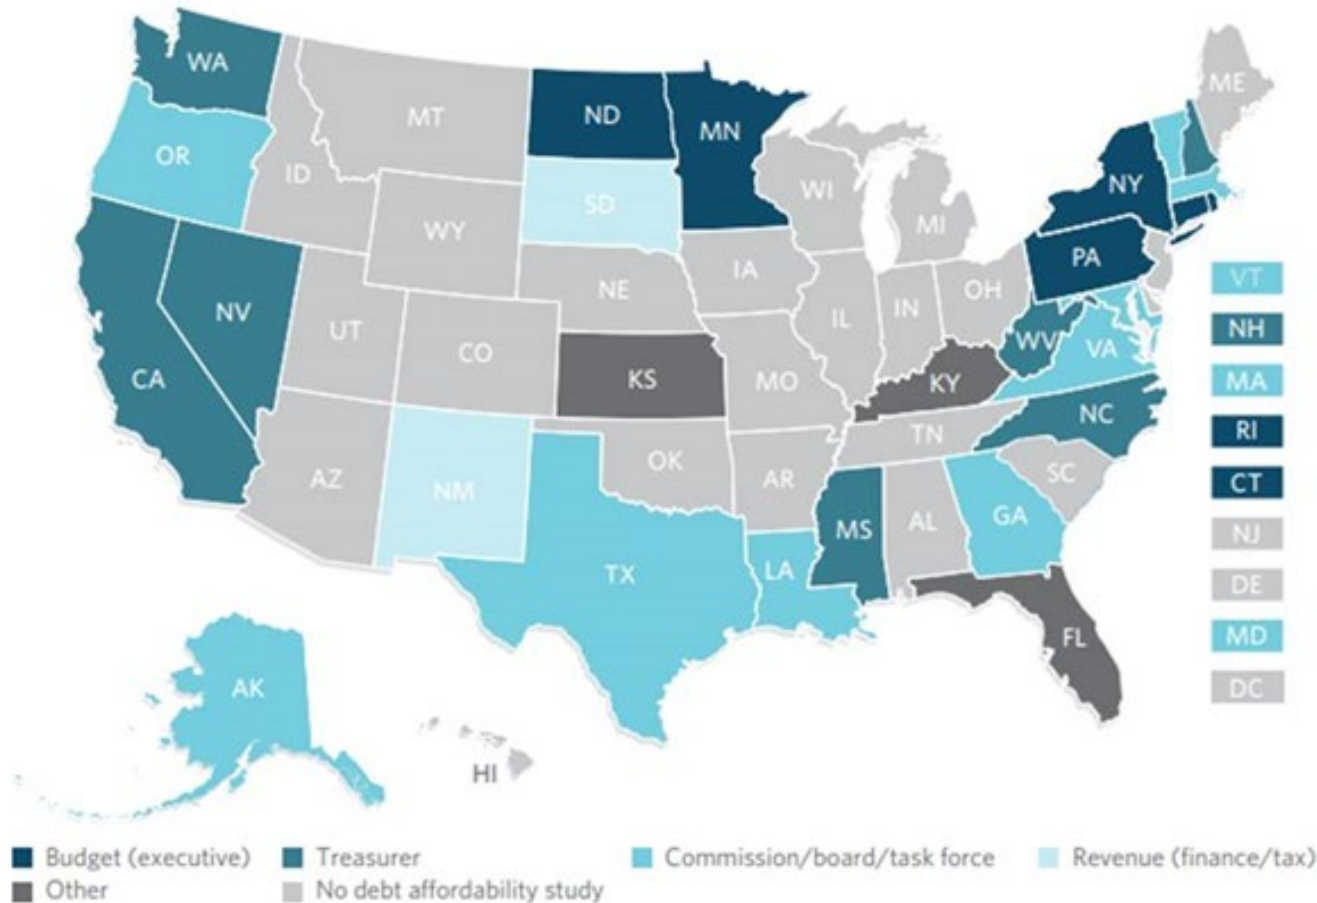 WA
ME
ND
MT
MN
OR
ID
WI
NY
SD
WY
MI
PA
IA
NE
VT
OH
NV
IL
IN
UT
NH
WV
VA
CO
CA
KS
MO
KY
MA
NC
TN
RI
OK
SC
AZ
AR
NM
CT
GA
MS
AL
NJ
TX
LA
DE
FL
MD
AK
DC
HI
Budget (executive)
Treasurer
Commission/board/task force
Revenue (finance/tax)
Other
No debt affordability study